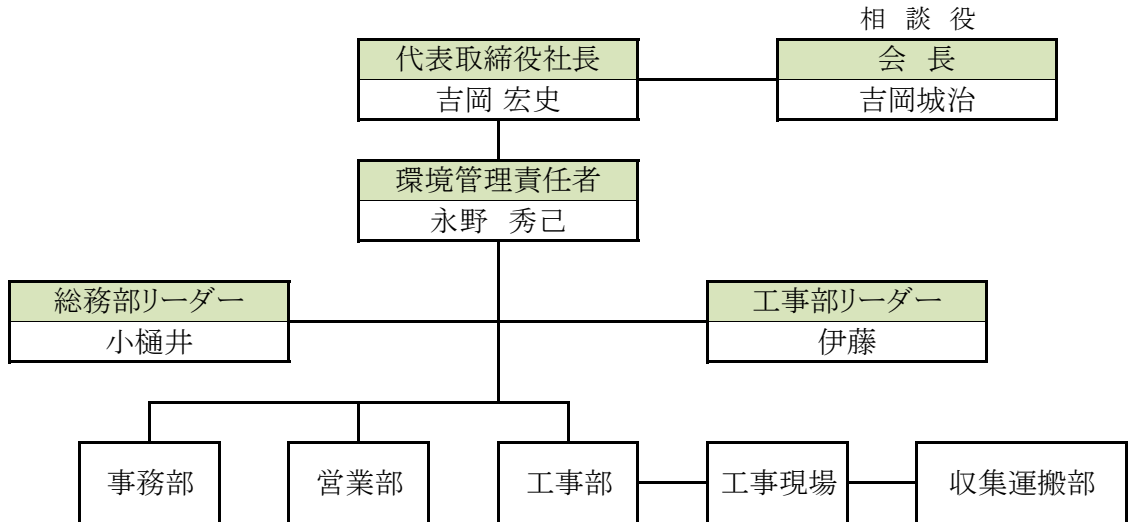 相 談 役
代表取締役社長
会 長
吉岡 宏史
吉岡城治
環境管理責任者
永野 秀己
総務部リーダー
工事部リーダー
小樋井
伊藤
事務部
営業部
工事部
工事現場
収集運搬部